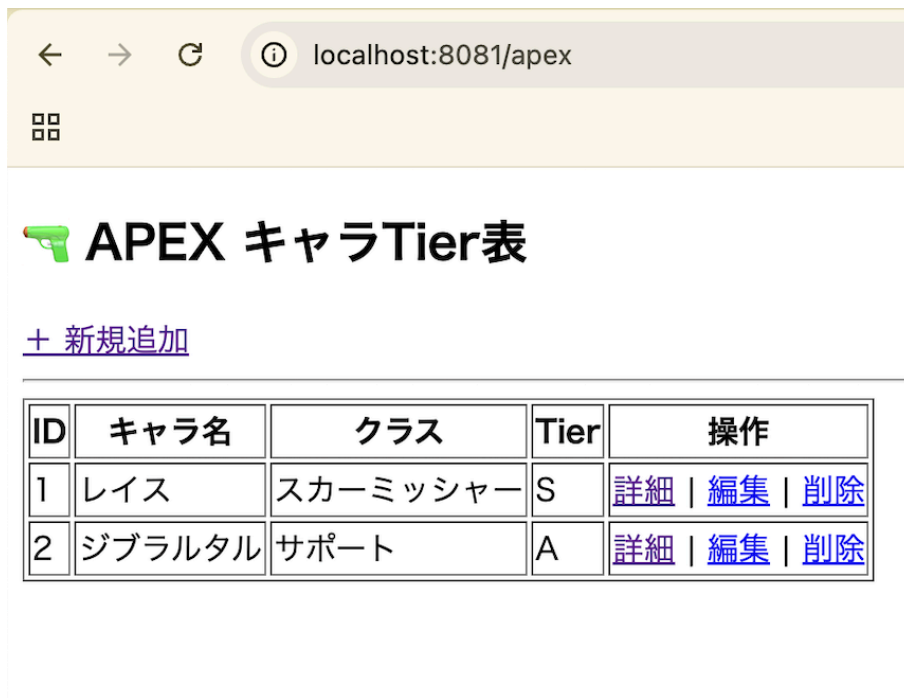 localhost:8081/apex
🔫 APEX キャラTier表
＋ 新規追加
ID キャラ名 クラス Tier 操作
1 レイス スカーミッシャー S 詳細 | 編集 | 削除
2 ジブラルタル サポート A 詳細 | 編集 | 削除